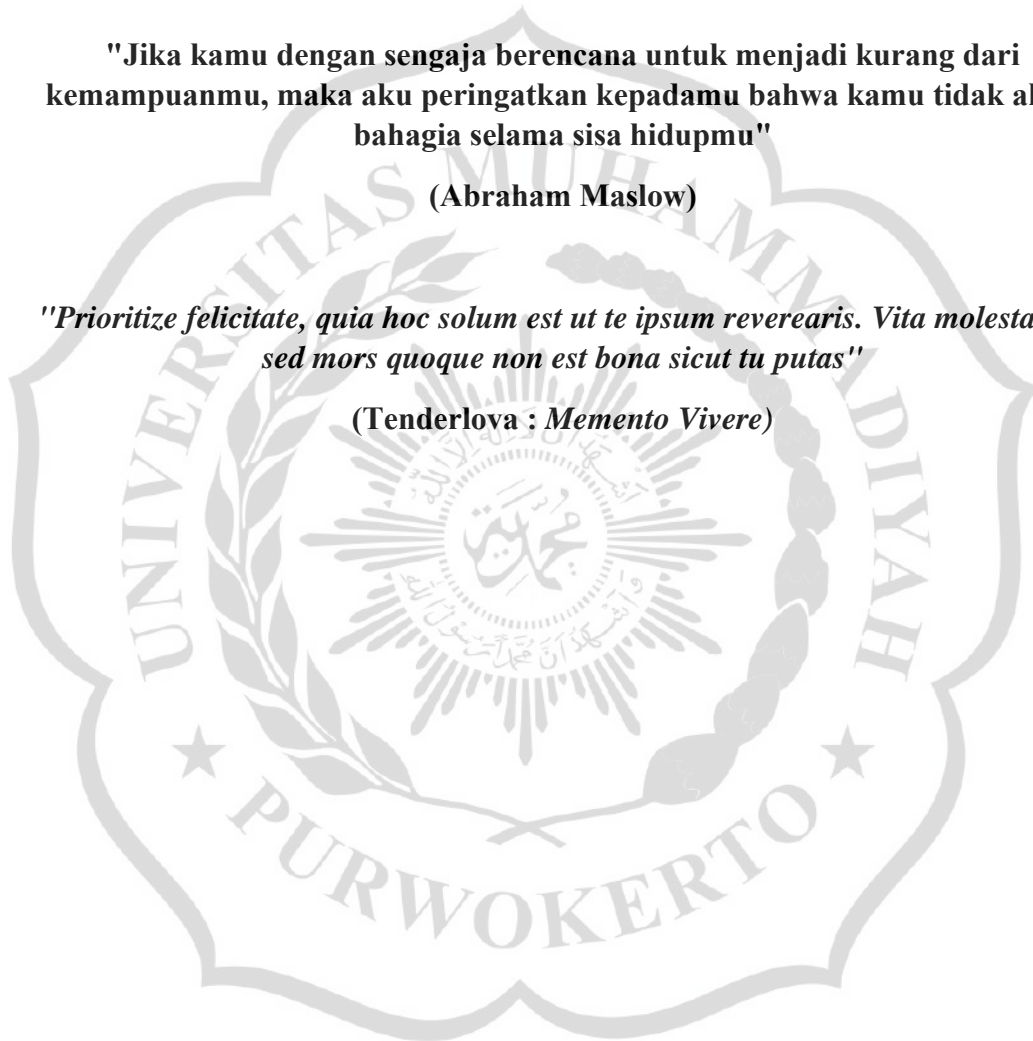 "Jika kamu dengan sengaja berencana untuk menjadi kurang dari
kemampuanmu, maka aku peringatkan kepadamu bahwa kamu tidak
bahagia selama sisa hidupmu"
(Abraham Maslow)
"Prioritize felicitate, quia hoc solum est ut te ipsum reverearis. Vita molesta
sed mors quoque non est bona sicut tu putas"
(Tenderlova : Memento Vivere)
UNIVERSITAS MUHAMMADIYAH
PURWOKERTO